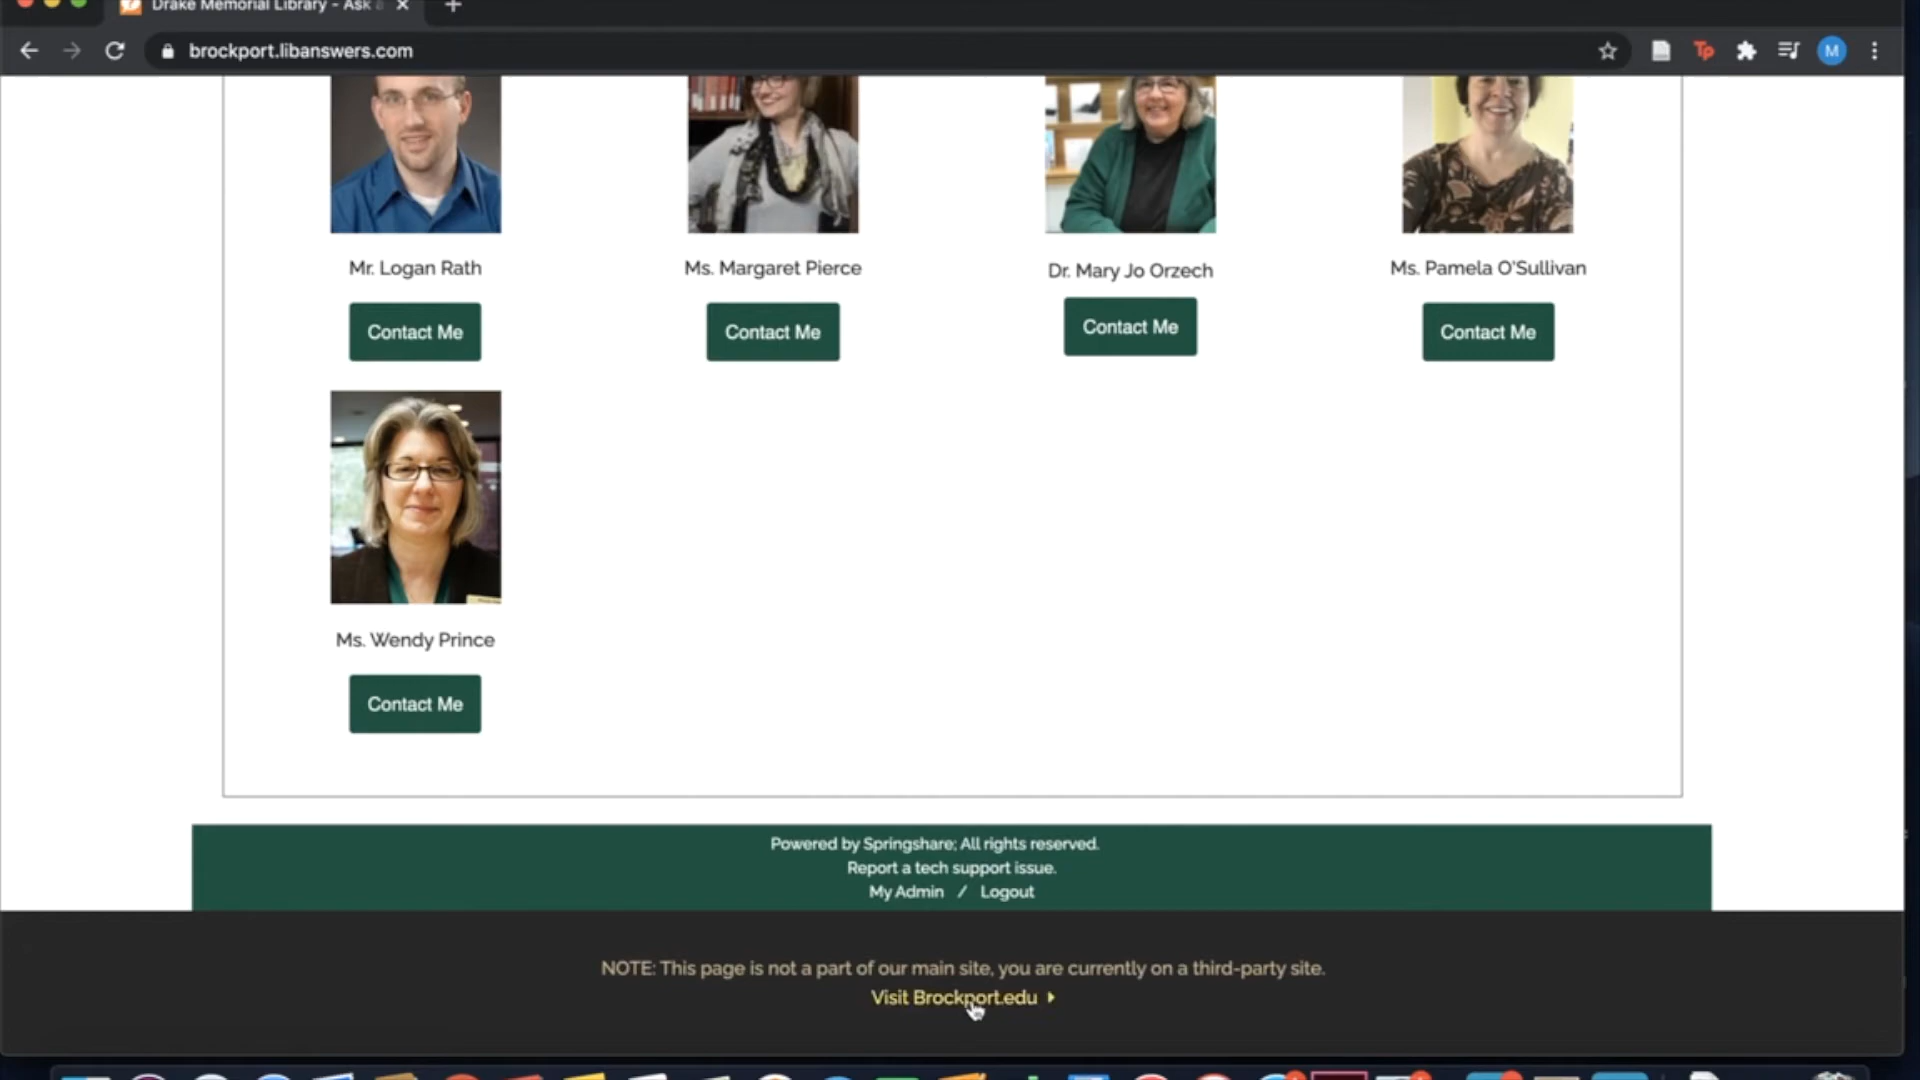 Drake Memorial Library - Ask a
brockport.libanswers.com
Tp
M
Mr. Logan Rath
Ms. Margaret Pierce
Dr. Mary Jo Orzech
Ms. Pamela O'Sullivan
Contact Me
Contact Me
Contact Me
Contact Me
Ms. Wendy Prince
Contact Me
Powered by Springshare; All rights reserved.
Report a tech support issue.
My Admin / Logout
NOTE: This page is not a part of our main site, you are currently on a third-party site.
Visit Brockport.edu